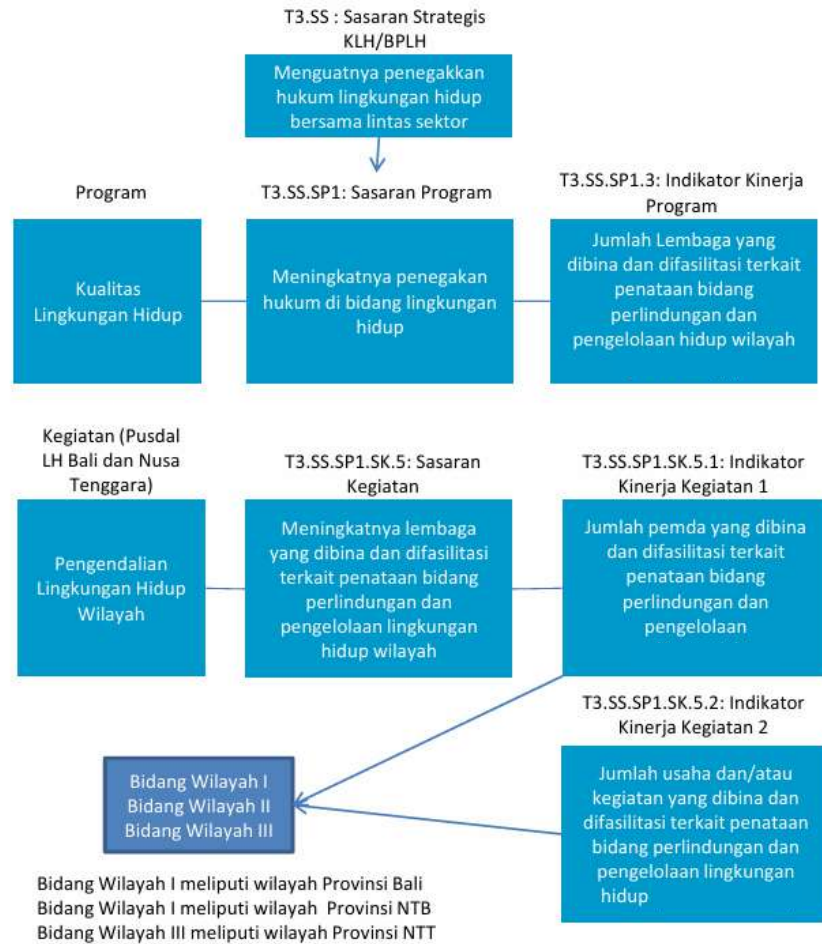 T3.SS : Sasaran Strategis
KLH/BPLH
Menguatnya penegakkan
hukum lingkungan hidup
bersama lintas sektor
Program
Kualitas
Lingkungan Hidup
T3.SS.SP1: Sasaran Program
Meningkatnya penegakan
hukum di bidang lingkungan
hidup
T3.SS.SP1.3: Indikator Kinerja
Program
Jumlah Lembaga yang
dibina dan difasilitasi terkait
penataan bidang
perlindungan dan
pengelolaan hidup wilayah
Kegiatan (Pusdal
LH Bali dan Nusa
Tenggara)
Pengendalian
Lingkungan Hidup
Wilayah
T3.SS.SP1.SK.5: Sasaran
Kegiatan
Meningkatnya lembaga
yang dibina dan difasilitasi
terkait penataan bidang
perlindungan dan
pengelolaan lingkungan
hidup wilayah
T3.SS.SP1.SK.5.1: Indikator
Kinerja Kegiatan 1
Jumlah pemda yang dibina
dan difasilitasi terkait
penataan bidang
perlindungan dan
pengelolaan
T3.SS.SP1.SK.5.2: Indikator
Kinerja Kegiatan 2
Jumlah usaha dan/atau
kegiatan yang dibina dan
difasilitasi terkait penataan
bidang perlindungan dan
pengelolaan lingkungan
hidup
Bidang Wilayah I
Bidang Wilayah II
Bidang Wilayah III
Bidang Wilayah I meliputi wilayah Provinsi Bali
Bidang Wilayah I meliputi wilayah Provinsi NTB
Bidang Wilayah III meliputi wilayah Provinsi NTT